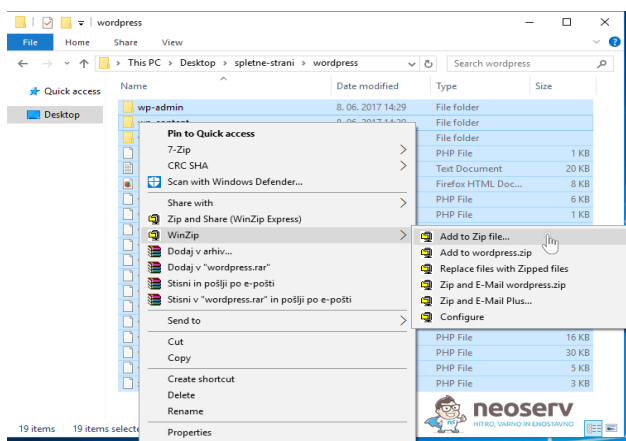 wordpress
File Home Share View
This PC > Desktop > spletne-strani > wordpress
Search wordpress
Quick access
Desktop
Name Date modified Type Size
wp-admin 8. 06. 2017 14:29 File folder
File folder
File folder
PHP File 1 KB
Text Document 20 KB
Firefox HTML Doc... 8 KB
PHP File 6 KB
PHP File 1 KB
Pin to Quick access
7-Zip
CRC SHA
Scan with Windows Defender...
Share with
Zip and Share (WinZip Express)
WinZip
Dodaj v arhiv...
Dodaj v "wordpress.rar"
Stisni in pošlji po e-pošti
Stisni v "wordpress.rar" in pošlji po e-pošti
Send to
Cut
Copy
Create shortcut
Delete
Rename
Properties
Add to Zip file...
Add to wordpress.zip
Replace files with Zipped files
Zip and E-Mail wordpress.zip
Zip and E-Mail Plus...
Configure
PHP File 16 KB
PHP File 30 KB
PHP File 5 KB
PHP File 3 KB
neoserv
HITRO, VARNO IN ENOSTAVNO
19 items 19 items selecte